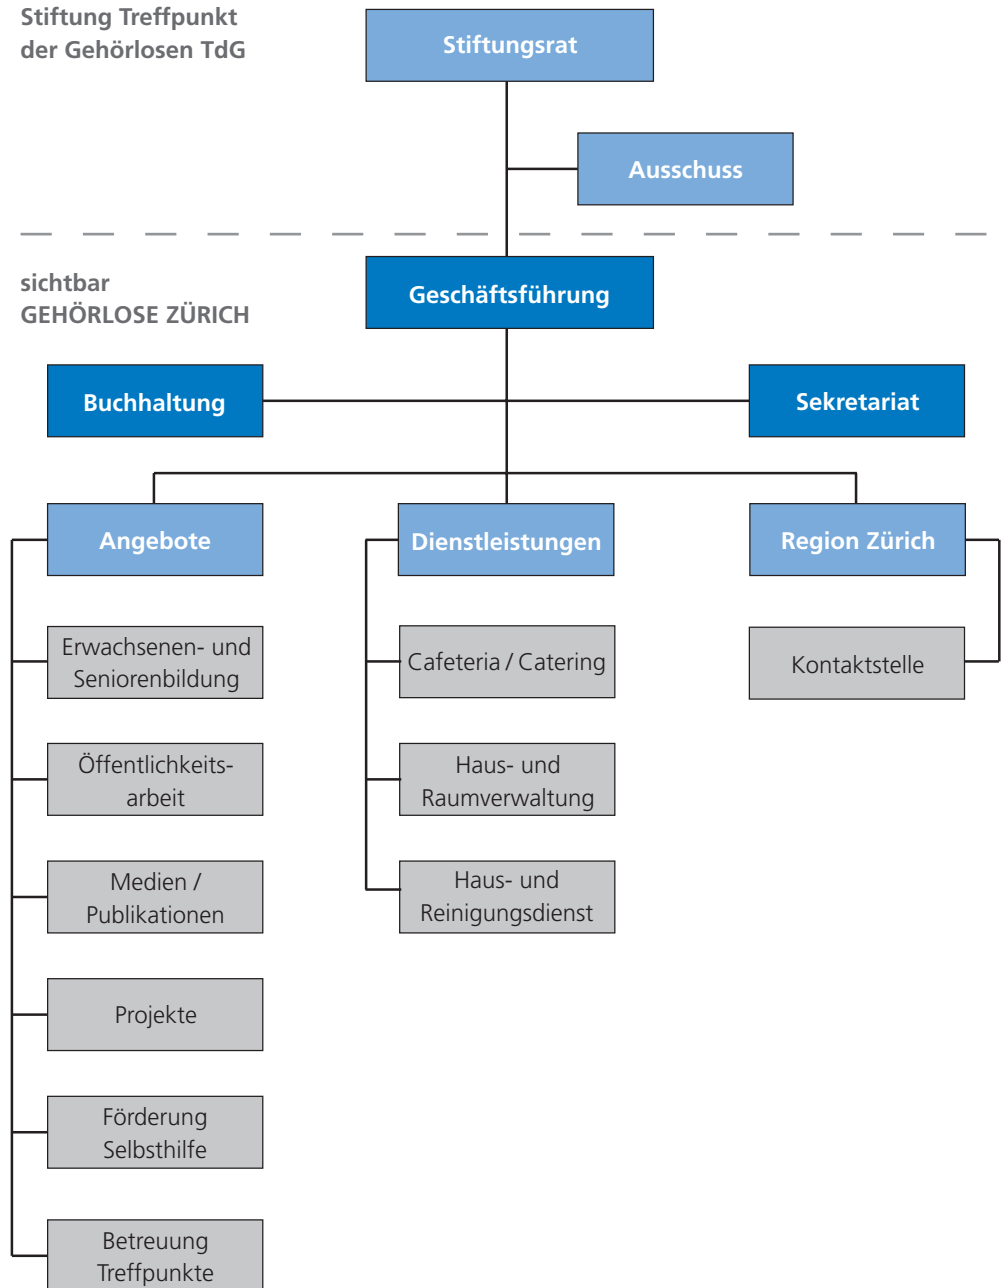 Stiftung Treffpunkt
der Gehörlosen TdG
Stiftungsrat
Ausschuss
sichtbar
GEHÖRLOSE ZÜRICH
Geschäftsführung
Buchhaltung
Sekretariat
Angebote
Dienstleistungen
Region Zürich
Erwachsenen- und
Seniorenbildung
Cafeteria / Catering
Kontaktstelle
Öffentlichkeits-
arbeit
Haus- und
Raumverwaltung
Medien /
Publikationen
Haus- und
Reinigungsdienst
Projekte
Förderung
Selbsthilfe
Betreuung
Treffpunkte